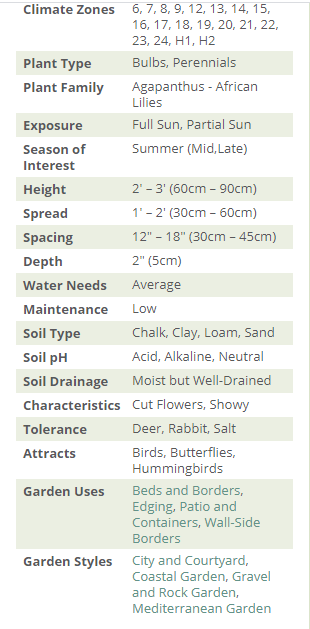 Climate Zones 6, 7, 8, 9, 12, 13, 14, 15,
16, 17, 18, 19, 20, 21, 22,
23, 24, H1, H2
Plant Type Bulbs, Perennials
Plant Family Agapanthus - African
Lilies
Exposure Full Sun, Partial Sun
Season of Summer (Mid,Late)
Interest
Height 2' – 3' (60cm – 90cm)
Spread 1' – 2' (30cm – 60cm)
Spacing 12" – 18" (30cm – 45cm)
Depth 2" (5cm)
Water Needs Average
Maintenance Low
Soil Type Chalk, Clay, Loam, Sand
Soil pH Acid, Alkaline, Neutral
Soil Drainage Moist but Well-Drained
Characteristics Cut Flowers, Showy
Tolerance Deer, Rabbit, Salt
Attracts Birds, Butterflies,
Hummingbirds
Garden Uses Beds and Borders,
Edging, Patio and
Containers, Wall-Side
Borders
Garden Styles City and Courtyard,
Coastal Garden, Gravel
and Rock Garden,
Mediterranean Garden